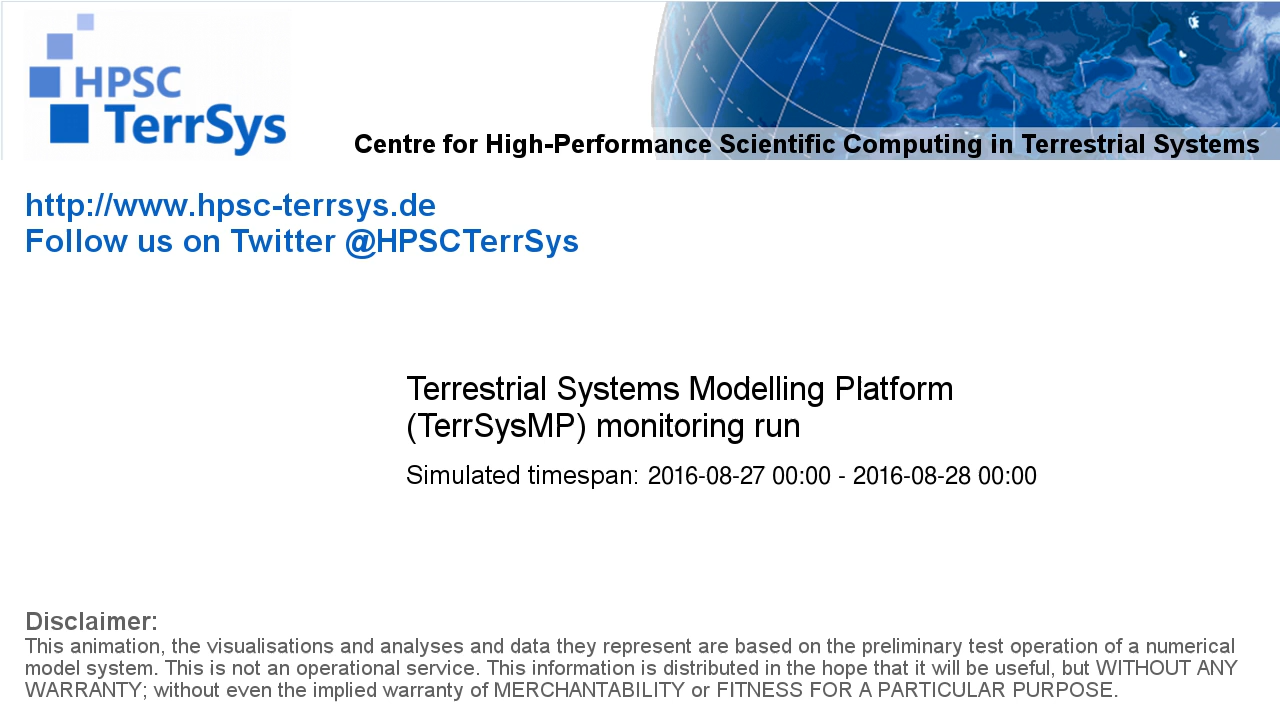 HPSC
TerrSys
Centre for High-Performance Scientific Computing in Terrestrial Systems
http://www.hpsc-terrsys.de
Follow us on Twitter @HPSCTerrSys
Terrestrial Systems Modelling Platform
(TerrSysMP) monitoring run
Simulated timespan: 2016-08-27 00:00 - 2016-08-28 00:00
Disclaimer:
This animation, the visualisations and analyses and data they represent are based on the preliminary test operation of a numerical
model system. This is not an operational service. This information is distributed in the hope that it will be useful, but WITHOUT ANY
WARRANTY; without even the implied warranty of MERCHANTABILITY or FITNESS FOR A PARTICULAR PURPOSE.